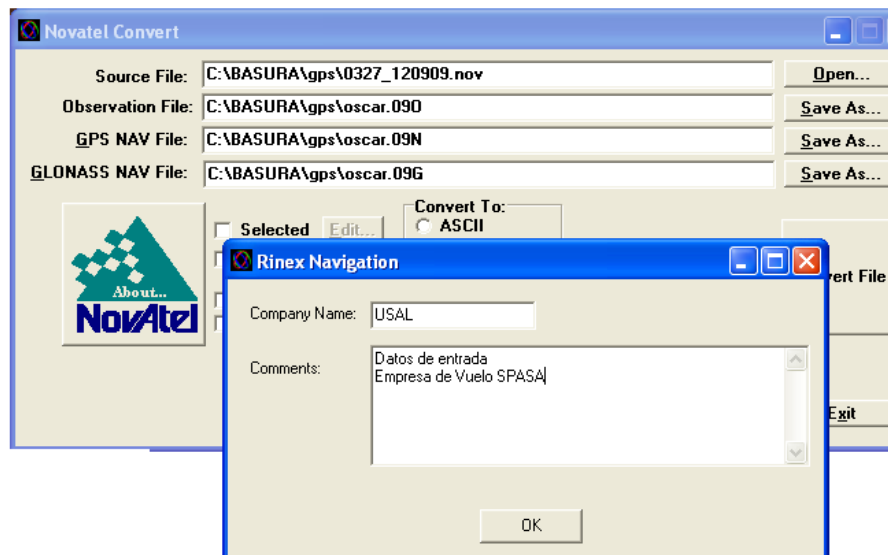 Novatel Convert
Source File: C:\BASURA\gps\0327_120909.nov Open...
Observation File: C:\BASURA\gps\oscar.09O Save As...
GPS NAV File: C:\BASURA\gps\oscar.09N Save As...
GLONASS NAV File: C:\BASURA\gps\oscar.09G Save As...
Convert To:
Selected Edit... ASCII
About...
NovAtel
Rinex Navigation
vert File
Company Name: USAL
Comments: Datos de entrada
Empresa de Vuelo SPASA
Exit
OK